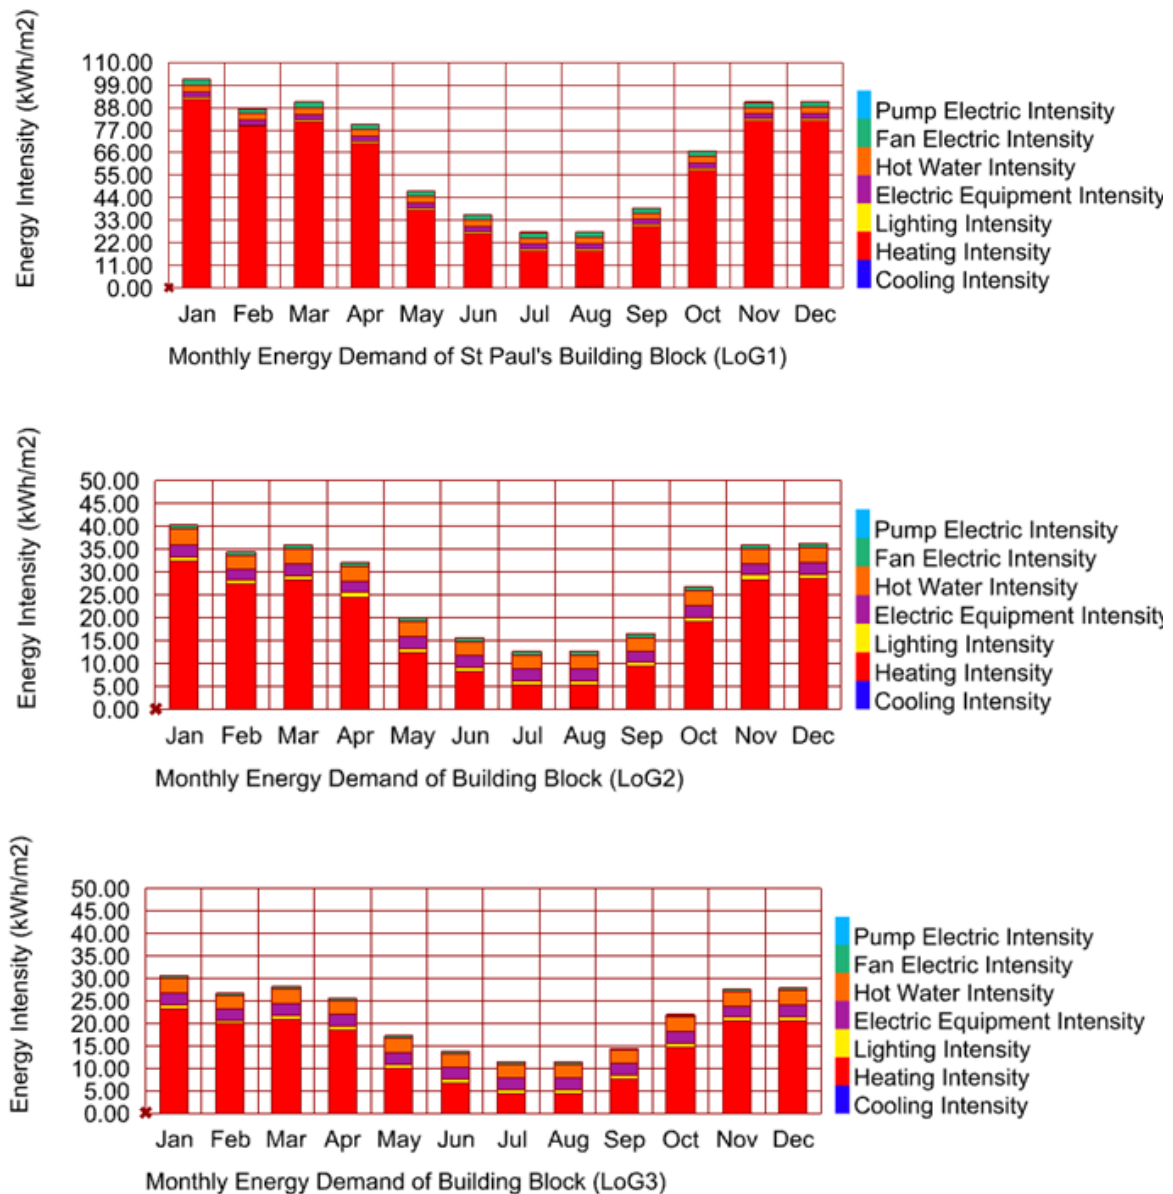 Energy Intensity (kWh/m2)
110.00
99.00
88.00
77.00
66.00
55.00
44.00
33.00
22.00
11.00
0.00
Jan Feb Mar Apr May Jun Jul Aug Sep Oct Nov Dec
Pump Electric Intensity
Fan Electric Intensity
Hot Water Intensity
Electric Equipment Intensity
Lighting Intensity
Heating Intensity
Cooling Intensity
Monthly Energy Demand of St Paul's Building Block (LoG1)
Energy Intensity (kWh/m2)
50.00
45.00
40.00
35.00
30.00
25.00
20.00
15.00
10.00
5.00
0.00
Jan Feb Mar Apr May Jun Jul Aug Sep Oct Nov Dec
Pump Electric Intensity
Fan Electric Intensity
Hot Water Intensity
Electric Equipment Intensity
Lighting Intensity
Heating Intensity
Cooling Intensity
Monthly Energy Demand of Building Block (LoG2)
Energy Intensity (kWh/m2)
50.00
45.00
40.00
35.00
30.00
25.00
20.00
15.00
10.00
5.00
0.00
Jan Feb Mar Apr May Jun Jul Aug Sep Oct Nov Dec
Pump Electric Intensity
Fan Electric Intensity
Hot Water Intensity
Electric Equipment Intensity
Lighting Intensity
Heating Intensity
Cooling Intensity
Monthly Energy Demand of Building Block (LoG3)